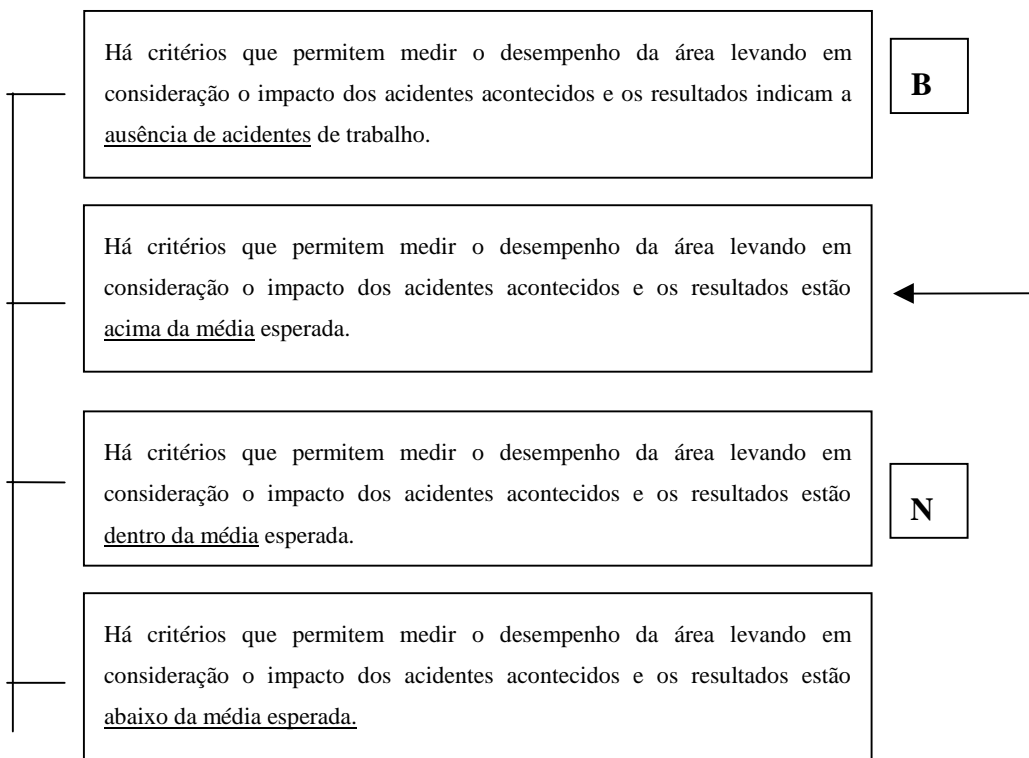 Há critérios que permitem medir o desempenho da área levando em
consideração o impacto dos acidentes acontecidos e os resultados indicam a
ausência de acidentes de trabalho.
B
Há critérios que permitem medir o desempenho da área levando em
consideração o impacto dos acidentes acontecidos e os resultados estão
acima da média esperada.
Há critérios que permitem medir o desempenho da área levando em
consideração o impacto dos acidentes acontecidos e os resultados estão
dentro da média esperada.
N
Há critérios que permitem medir o desempenho da área levando em
consideração o impacto dos acidentes acontecidos e os resultados estão
abaixo da média esperada.